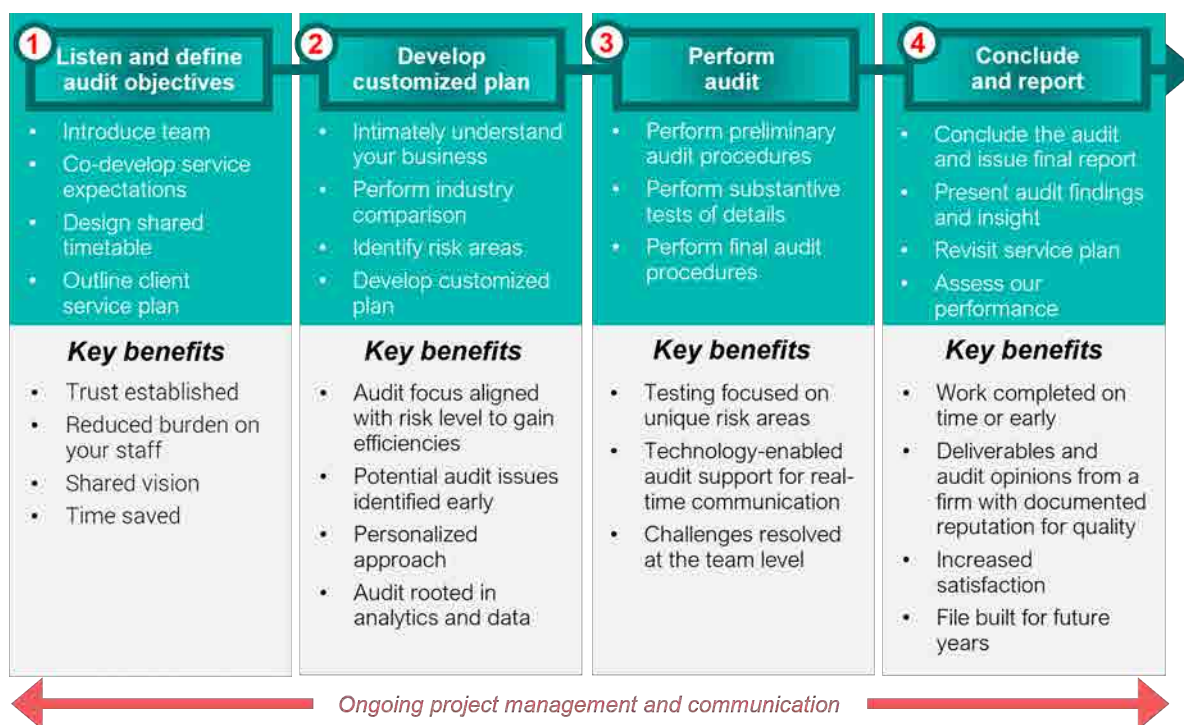 1
Listen and define
audit objectives
• Introduce team
• Co-develop service
expectations
• Design shared
timetable
• Outline client
service plan
Key benefits
• Trust established
• Reduced burden on
your staff
• Shared vision
• Time saved
2
Develop
customized plan
• Intimately understand
your business
• Perform industry
comparison
• Identify risk areas
• Develop customized
plan
Key benefits
• Audit focus aligned
with risk level to gain
efficiencies
• Potential audit issues
identified early
• Personalized
approach
• Audit rooted in
analytics and data
3
Perform
audit
• Perform preliminary
audit procedures
• Perform substantive
tests of details
• Perform final audit
procedures
Key benefits
• Testing focused on
unique risk areas
• Technology-enabled
audit support for real-
time communication
• Challenges resolved
at the team level
4
Conclude
and report
• Conclude the audit
and issue final report
• Present audit findings
and insight
• Revisit service plan
• Assess our
performance
Key benefits
• Work completed on
time or early
• Deliverables and
audit opinions from a
firm with documented
reputation for quality
• Increased
satisfaction
• File built for future
years
Ongoing project management and communication